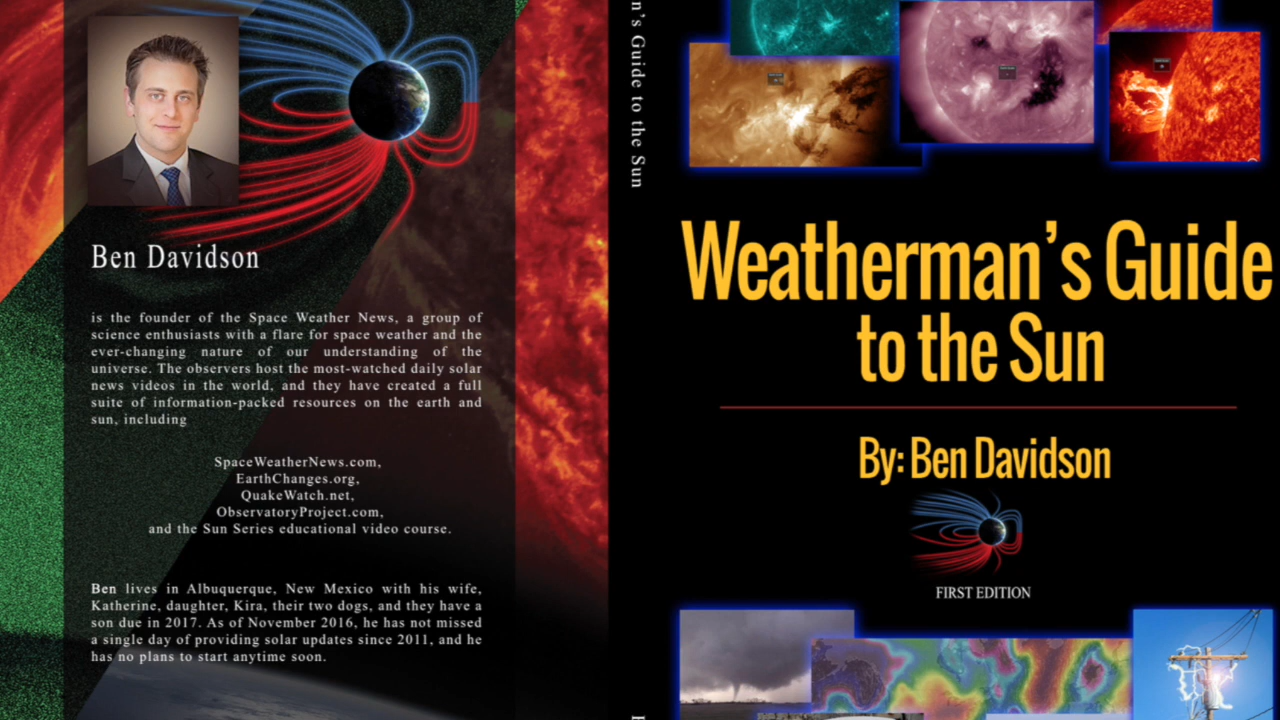 Ben Davidson
is the founder of the Space Weather News, a group of
science enthusiasts with a flare for space weather and the
ever-changing nature of our understanding of the
universe. The observers host the most-watched daily solar
news videos in the world, and they have created a full
suite of information-packed resources on the earth and
sun, including
SpaceWeatherNews.com,
EarthChanges.org,
QuakeWatch.net,
ObservatoryProject.com,
and the Sun Series educational video course.
Ben lives in Albuquerque, New Mexico with his wife,
Katherine, daughter, Kira, their two dogs, and they have a
son due in 2017. As of November 2016, he has not missed
a single day of providing solar updates since 2011, and he
has no plans to start anytime soon.
n's Guide to the Sun
Weatherman's Guide
to the Sun
By: Ben Davidson
FIRST EDITION